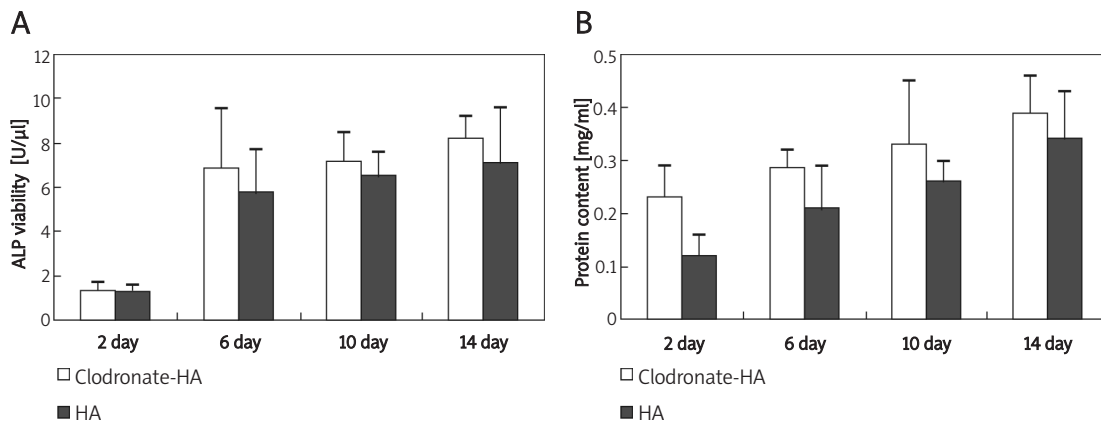 A
ALP viability [U/µl]
12
10
8
6
4
2
0
2 day 6 day 10 day 14 day
Clodronate-HA
HA
B
Protein content [mg/ml]
0.5
0.4
0.3
0.2
0.1
0
2 day 6 day 10 day 14 day
Clodronate-HA
HA